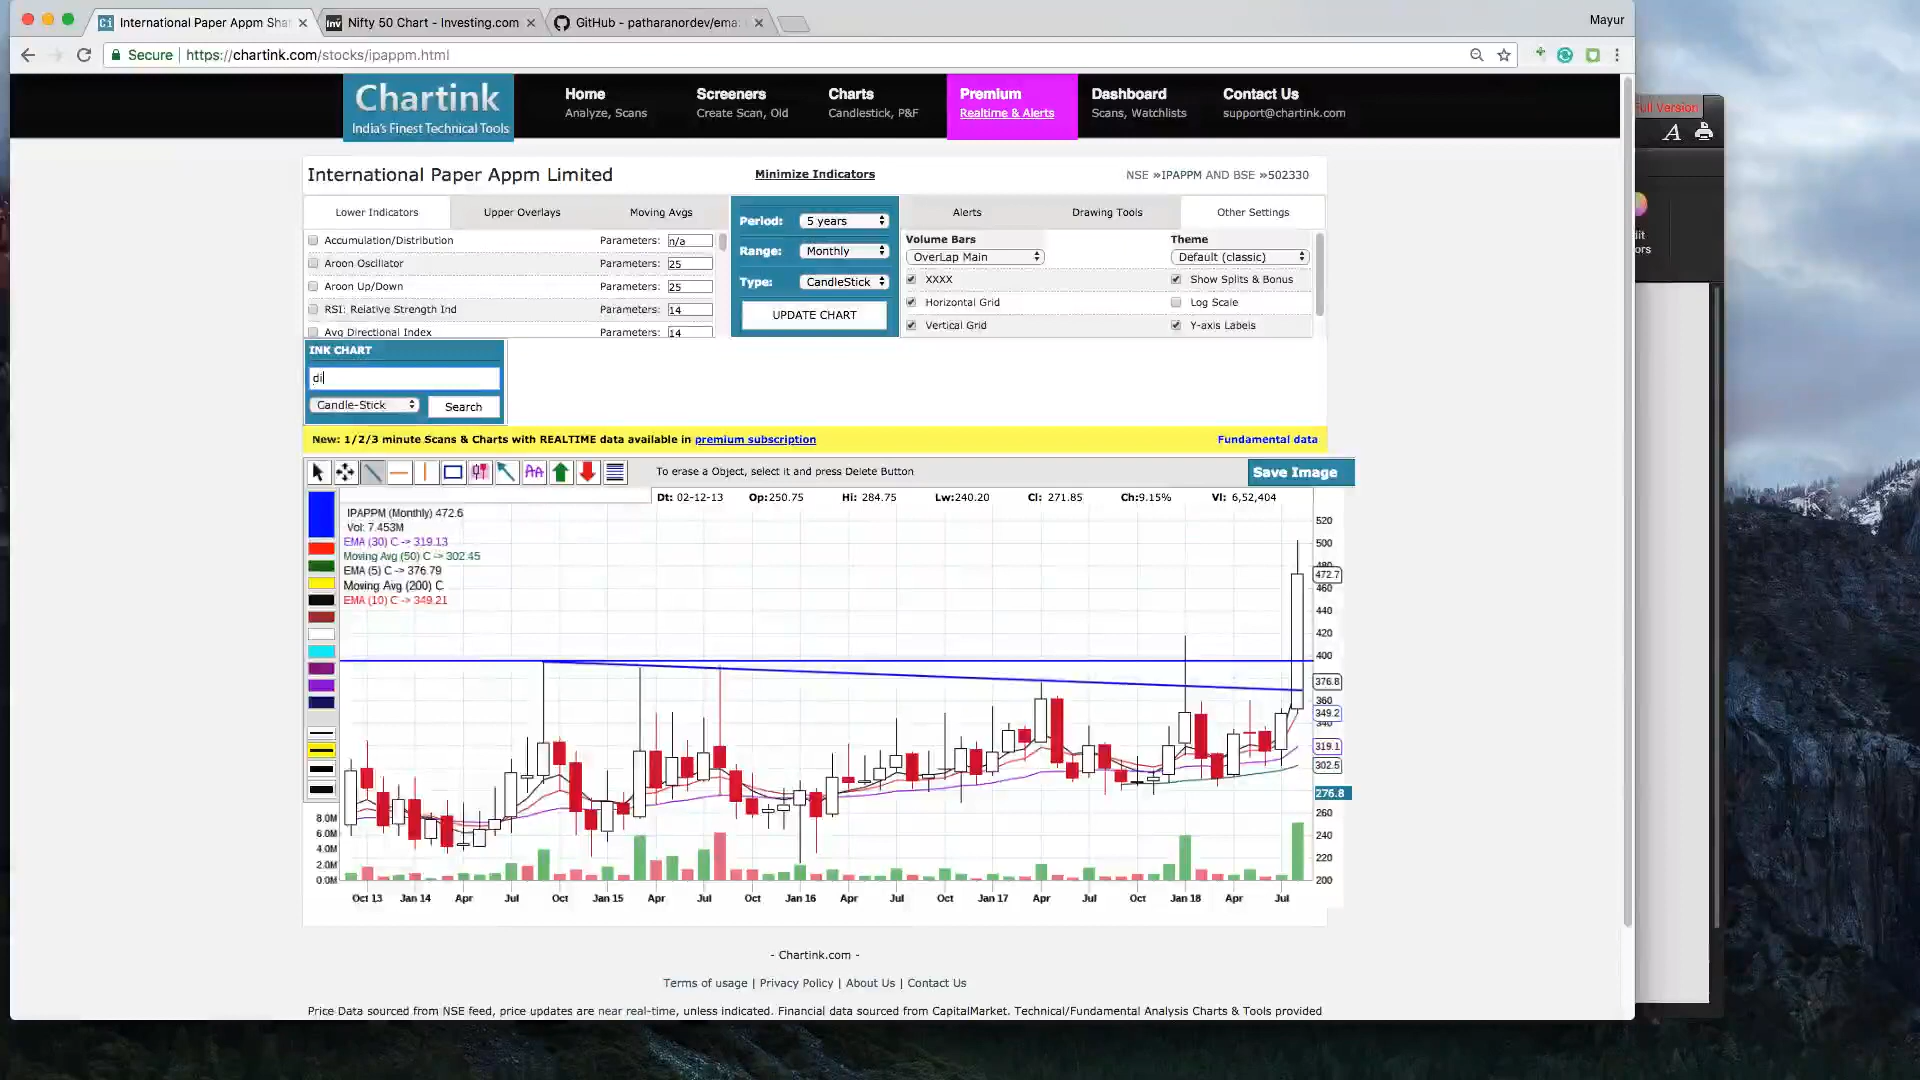 International Paper Appm Sha
Nifty 50 Chart - Investing.com
GitHub - patharanordev/ema:
Mayur
Secure
https://chartink.com/stocks/ipappm.html
Full Version
Chartink
India's Finest Technical Tools
Home
Analyze, Scans
Screeners
Create Scan, Old
Charts
Candlestick, P&F
Premium
Realtime & Alerts
Dashboard
Scans, Watchlists
Contact Us
support@chartink.com
International Paper Appm Limited
Minimize Indicators
NSE »IPAPPM AND BSE »502330
Lower Indicators
Upper Overlays
Moving Avgs
Accumulation/Distribution Parameters: n/a
Aroon Oscillator Parameters: 25
Aroon Up/Down Parameters: 25
RSI: Relative Strength Ind Parameters: 14
Avg Directional Index Parameters: 14
Period: 5 years
Range: Monthly
Type: CandleStick
UPDATE CHART
Alerts
Drawing Tools
Other Settings
Volume Bars
Theme
OverLap Main
Default (classic)
XXXX
Show Splits & Bonus
Horizontal Grid
Log Scale
Vertical Grid
Y-axis Labels
INK CHART
di
Candle-Stick
Search
New: 1/2/3 minute Scans & Charts with REALTIME data available in premium subscription
Fundamental data
To erase a Object, select it and press Delete Button
Save Image
Dt: 02-12-13 Op:250.75 Hi: 284.75 Lw:240.20 Cl: 271.85 Ch:9.15% Vl: 6,52,404
IPAPPM (Monthly) 472.6
Vol: 7.453M
EMA (30) C -> 319.13
Moving Avg (50) C -> 302.45
EMA (5) C -> 376.79
Moving Avg (200) C
EMA (10) C -> 349.21
520
500
480
472.7
460
440
420
400
376.8
360
349.2
340
319.1
302.5
276.8
260
240
220
200
8.0M
6.0M
4.0M
2.0M
0.0M
Oct 13 Jan 14 Apr Jul Oct Jan 15 Apr Jul Oct Jan 16 Apr Jul Oct Jan 17 Apr Jul Oct Jan 18 Apr Jul
- Chartink.com -
Terms of usage | Privacy Policy | About Us | Contact Us
Price Data sourced from NSE feed, price updates are near real-time, unless indicated. Financial data sourced from CapitalMarket. Technical/Fundamental Analysis Charts & Tools provided